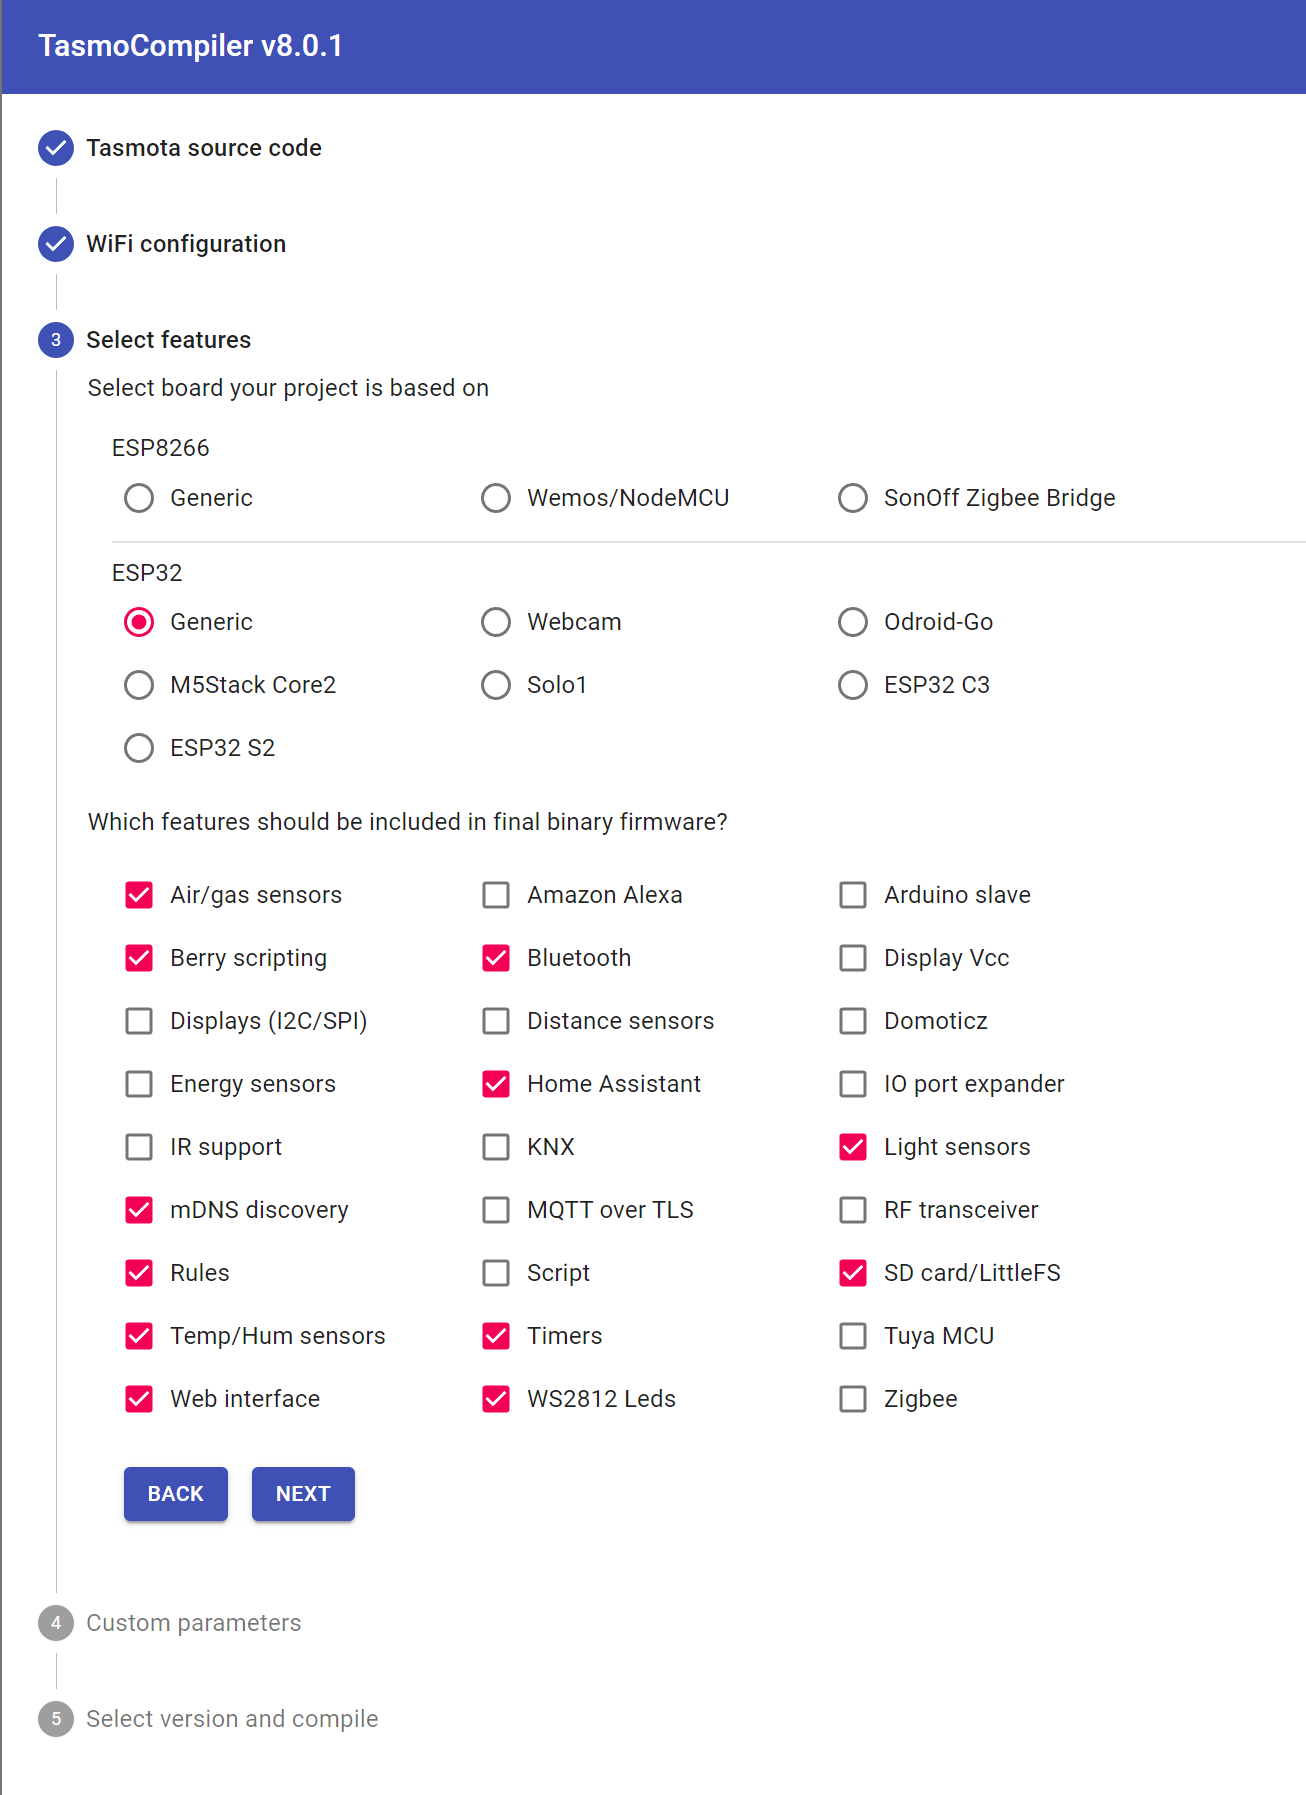 TasmoCompiler v8.0.1
Tasmota source code
WiFi configuration
3 Select features
Select board your project is based on
ESP8266
Generic Wemos/NodeMCU SonOff Zigbee Bridge
ESP32
Generic Webcam Odroid-Go
M5Stack Core2 Solo1 ESP32 C3
ESP32 S2
Which features should be included in final binary firmware?
Air/gas sensors Amazon Alexa Arduino slave
Berry scripting Bluetooth Display Vcc
Displays (I2C/SPI) Distance sensors Domoticz
Energy sensors Home Assistant IO port expander
IR support KNX Light sensors
mDNS discovery MQTT over TLS RF transceiver
Rules Script SD card/LittleFS
Temp/Hum sensors Timers Tuya MCU
Web interface WS2812 Leds Zigbee
BACK NEXT
4 Custom parameters
5 Select version and compile